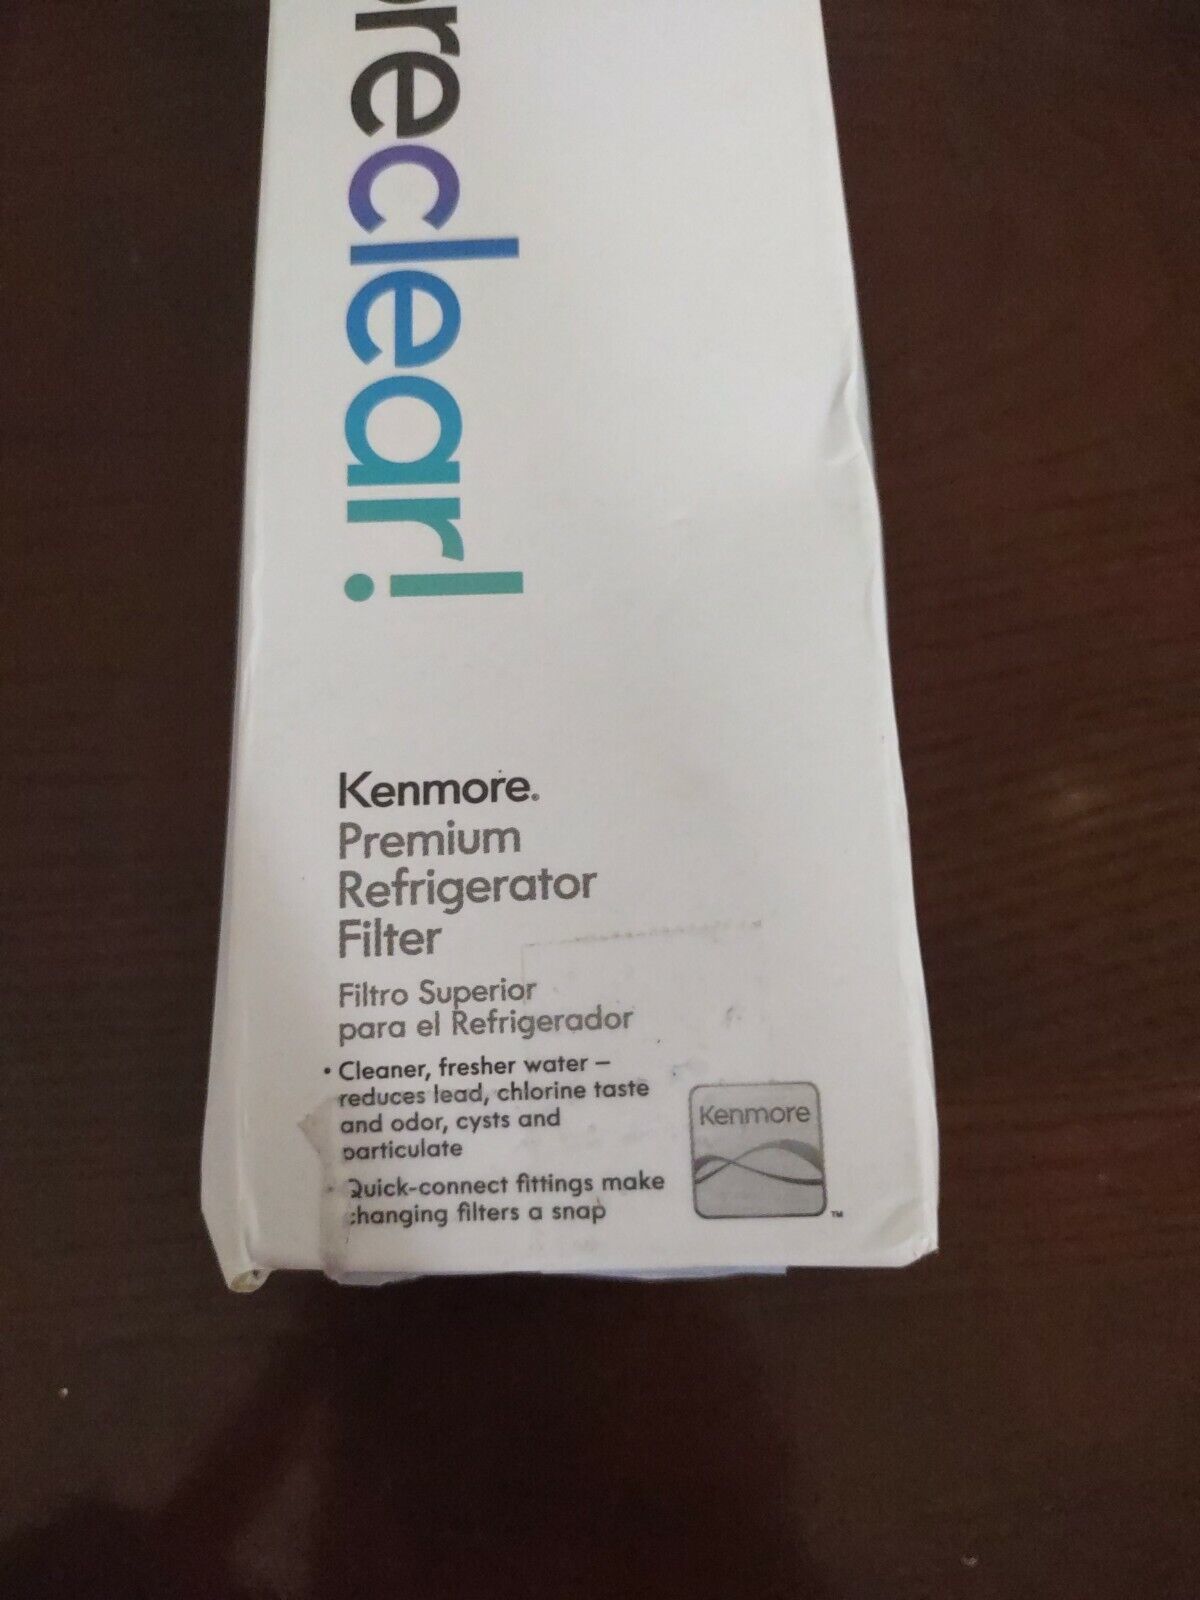 oreclear!
Kenmore®
Premium
Refrigerator
Filter
Filtro Superior
para el Refrigerador
• Cleaner, fresher water –
reduces lead, chlorine taste
and odor, cysts and
particulate
• Quick-connect fittings make
changing filters a snap
Kenmore
™